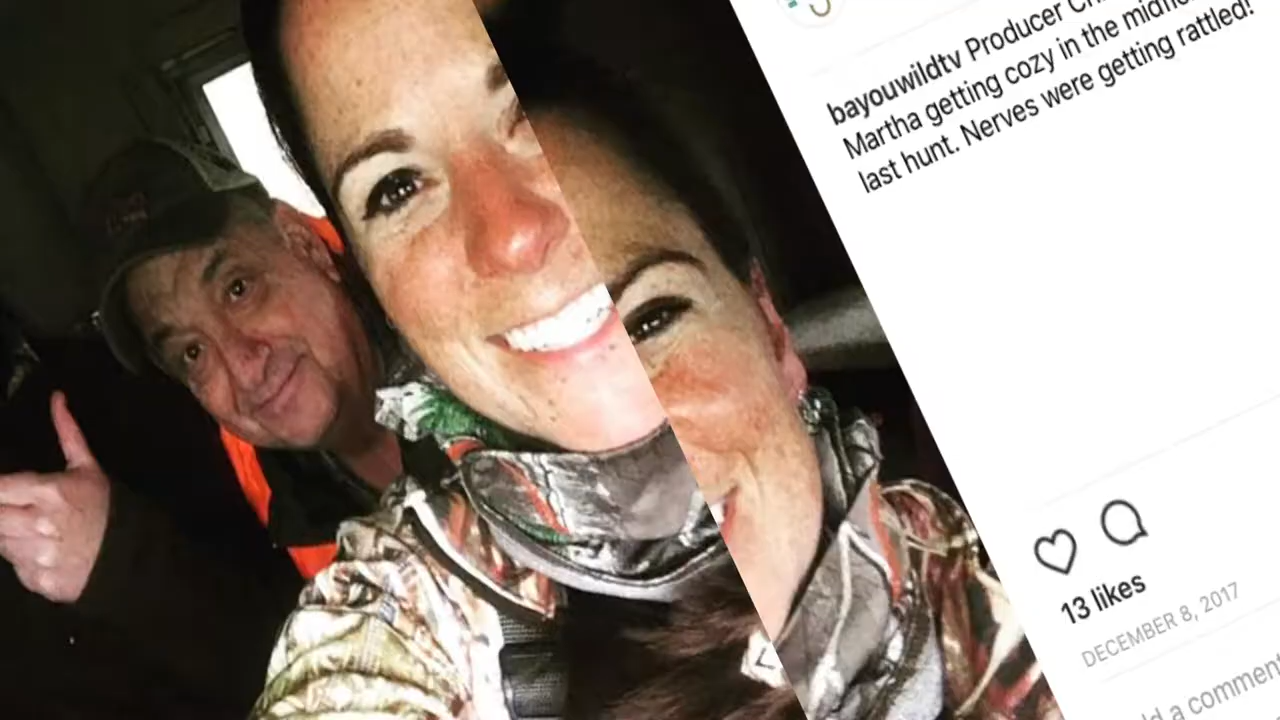 bayouwildtv Producer
Martha getting cozy in the
last hunt. Nerves were getting rattled!
13 likes
DECEMBER 8, 2017
a comment